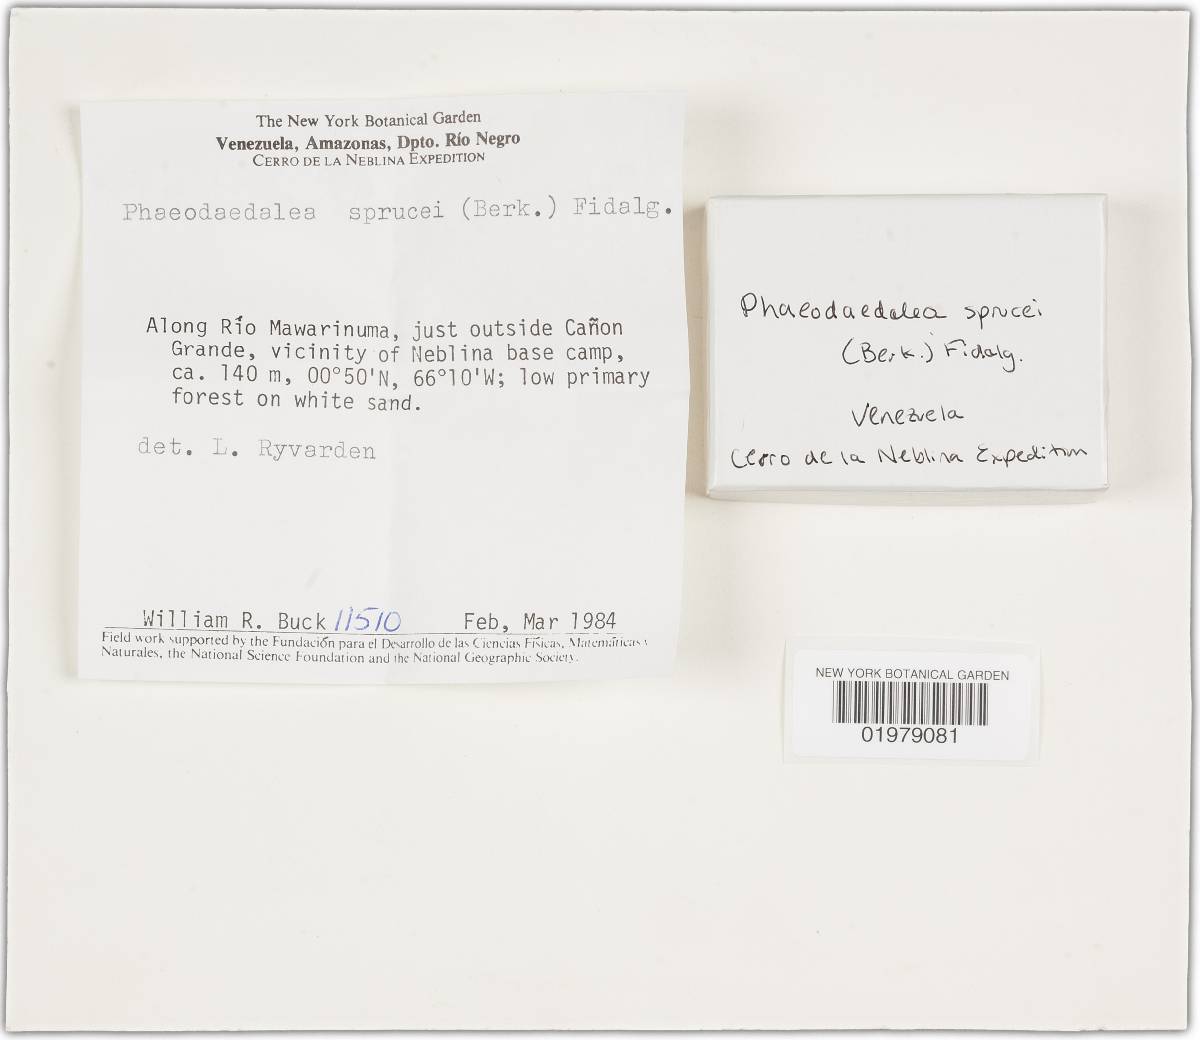 The New York Botanical Garden
Venezuela, Amazonas, Dpto. Río Negro
CERRO DE LA NEBLINA EXPEDITION
Phaeodaedalea sprucei (Berk.) Fidalg.
Along Río Mawarinuma, just outside Cañon
Grande, vicinity of Neblina base camp,
ca. 140 m, 00°50'N, 66°10'W; low primary
forest on white sand.
det. L. Ryvarden
William R. Buck 11510 Feb, Mar 1984
Field work supported by the Fundación para el Desarrollo de las Ciencias Físicas, Matemáticas y
Naturales, the National Science Foundation and the National Geographic Society.
Phaeodaedalea sprucei
(Berk.) Fidalg.
Venezuela
Cerro de la Neblina Expedition
NEW YORK BOTANICAL GARDEN
01979081